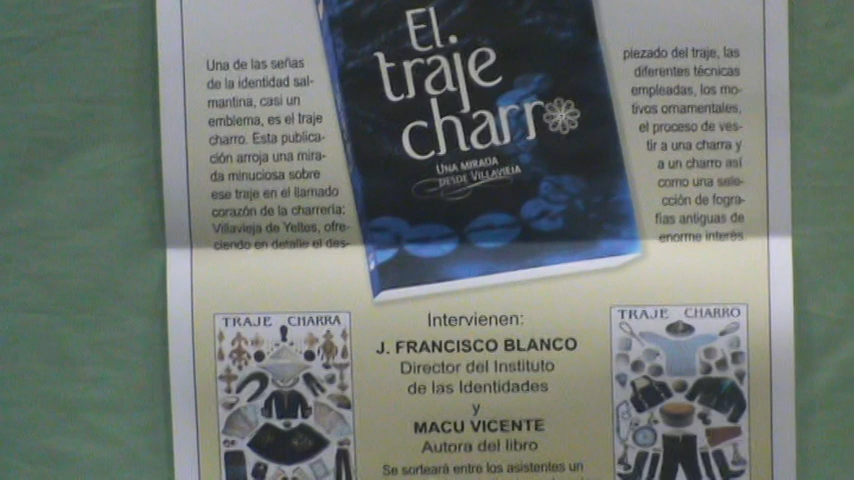 El
traje
charro
UNA MIRADA
DESDE VILLAVIEJA
Una de las señas
de la identidad sal-
mantina, casi un
emblema, es el traje
charro. Esta publica-
ción arroja una mira-
da minuciosa sobre
ese traje en el llamado
corazón de la charrería:
Villavieja de Yeltes, ofre-
ciendo en detalle el des-
piezado del traje, las
diferentes técnicas
empleadas, los mo-
tivos ornamentales,
el proceso de ves-
tir a una charra y
a un charro así
como una sele-
cción de fogra-
fías antiguas de
enorme interés
TRAJE CHARRA
Intervienen:
J. FRANCISCO BLANCO
Director del Instituto
de las Identidades
y
MACU VICENTE
Autora del libro
Se sorteará entre los asistentes un
TRAJE CHARRO